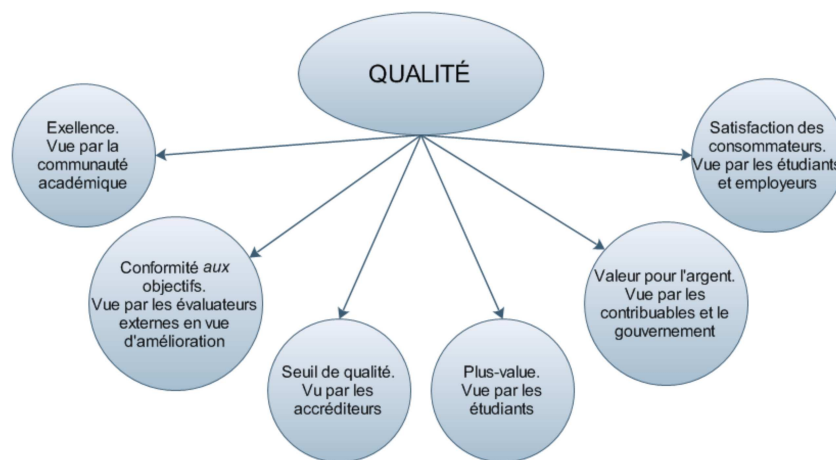 QUALITÉ
Exellence.
Vue par la
communauté
académique
Conformité aux
objectifs.
Vue par les évaluateurs
externes en vue
d'amélioration
Seuil de qualité.
Vu par les
accréditeurs
Plus-value.
Vue par les
étudiants
Valeur pour l'argent.
Vue par les
contribuables et le
gouvernement
Satisfaction des
consommateurs.
Vue par les étudiants
et employeurs